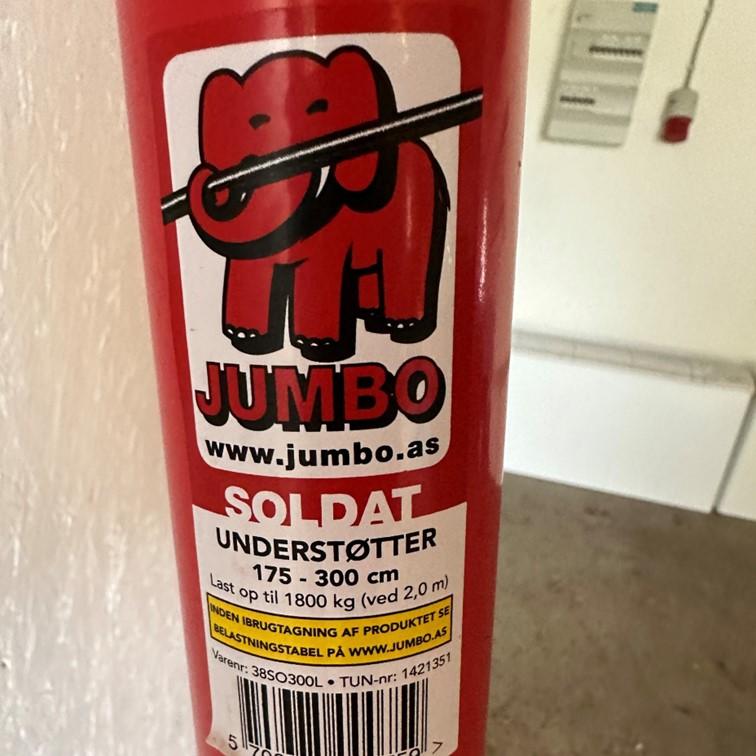 JUMBO
www.jumbo.as
SOLDAT
UNDERSTØTTER
175 - 300 cm
Last op til 1800 kg (ved 2,0 m)
INDEN IBRUGTAGNING AF PRODUKTET SE
BELASTNINGSTABEL PÅ WWW.JUMBO.AS
Varenr: 38SO300L • TUN-nr: 1421351